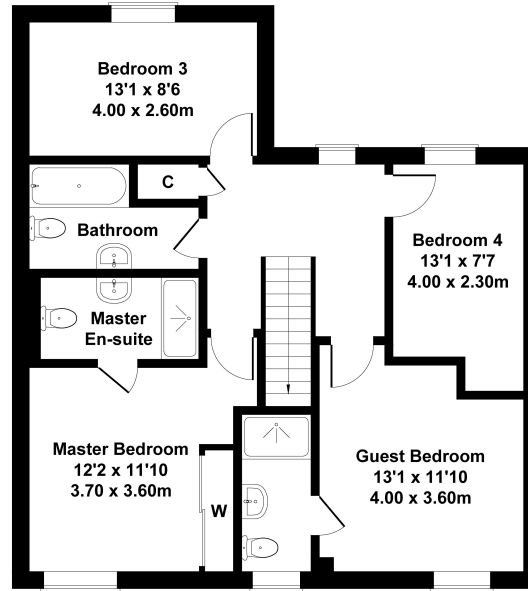 Bedroom 3
13'1 x 8'6
4.00 x 2.60m
C
Bathroom
Bedroom 4
13'1 x 7'7
4.00 x 2.30m
Master
En-suite
Master Bedroom
12'2 x 11'10
3.70 x 3.60m
W
Guest Bedroom
13'1 x 11'10
4.00 x 3.60m